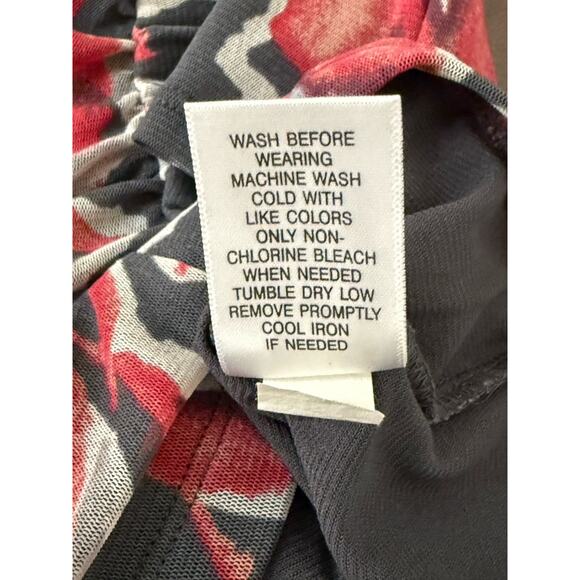 WASH BEFORE
WEARING
MACHINE WASH
COLD WITH
LIKE COLORS
ONLY NON-
CHLORINE BLEACH
WHEN NEEDED
TUMBLE DRY LOW
REMOVE PROMPTLY
COOL IRON
IF NEEDED